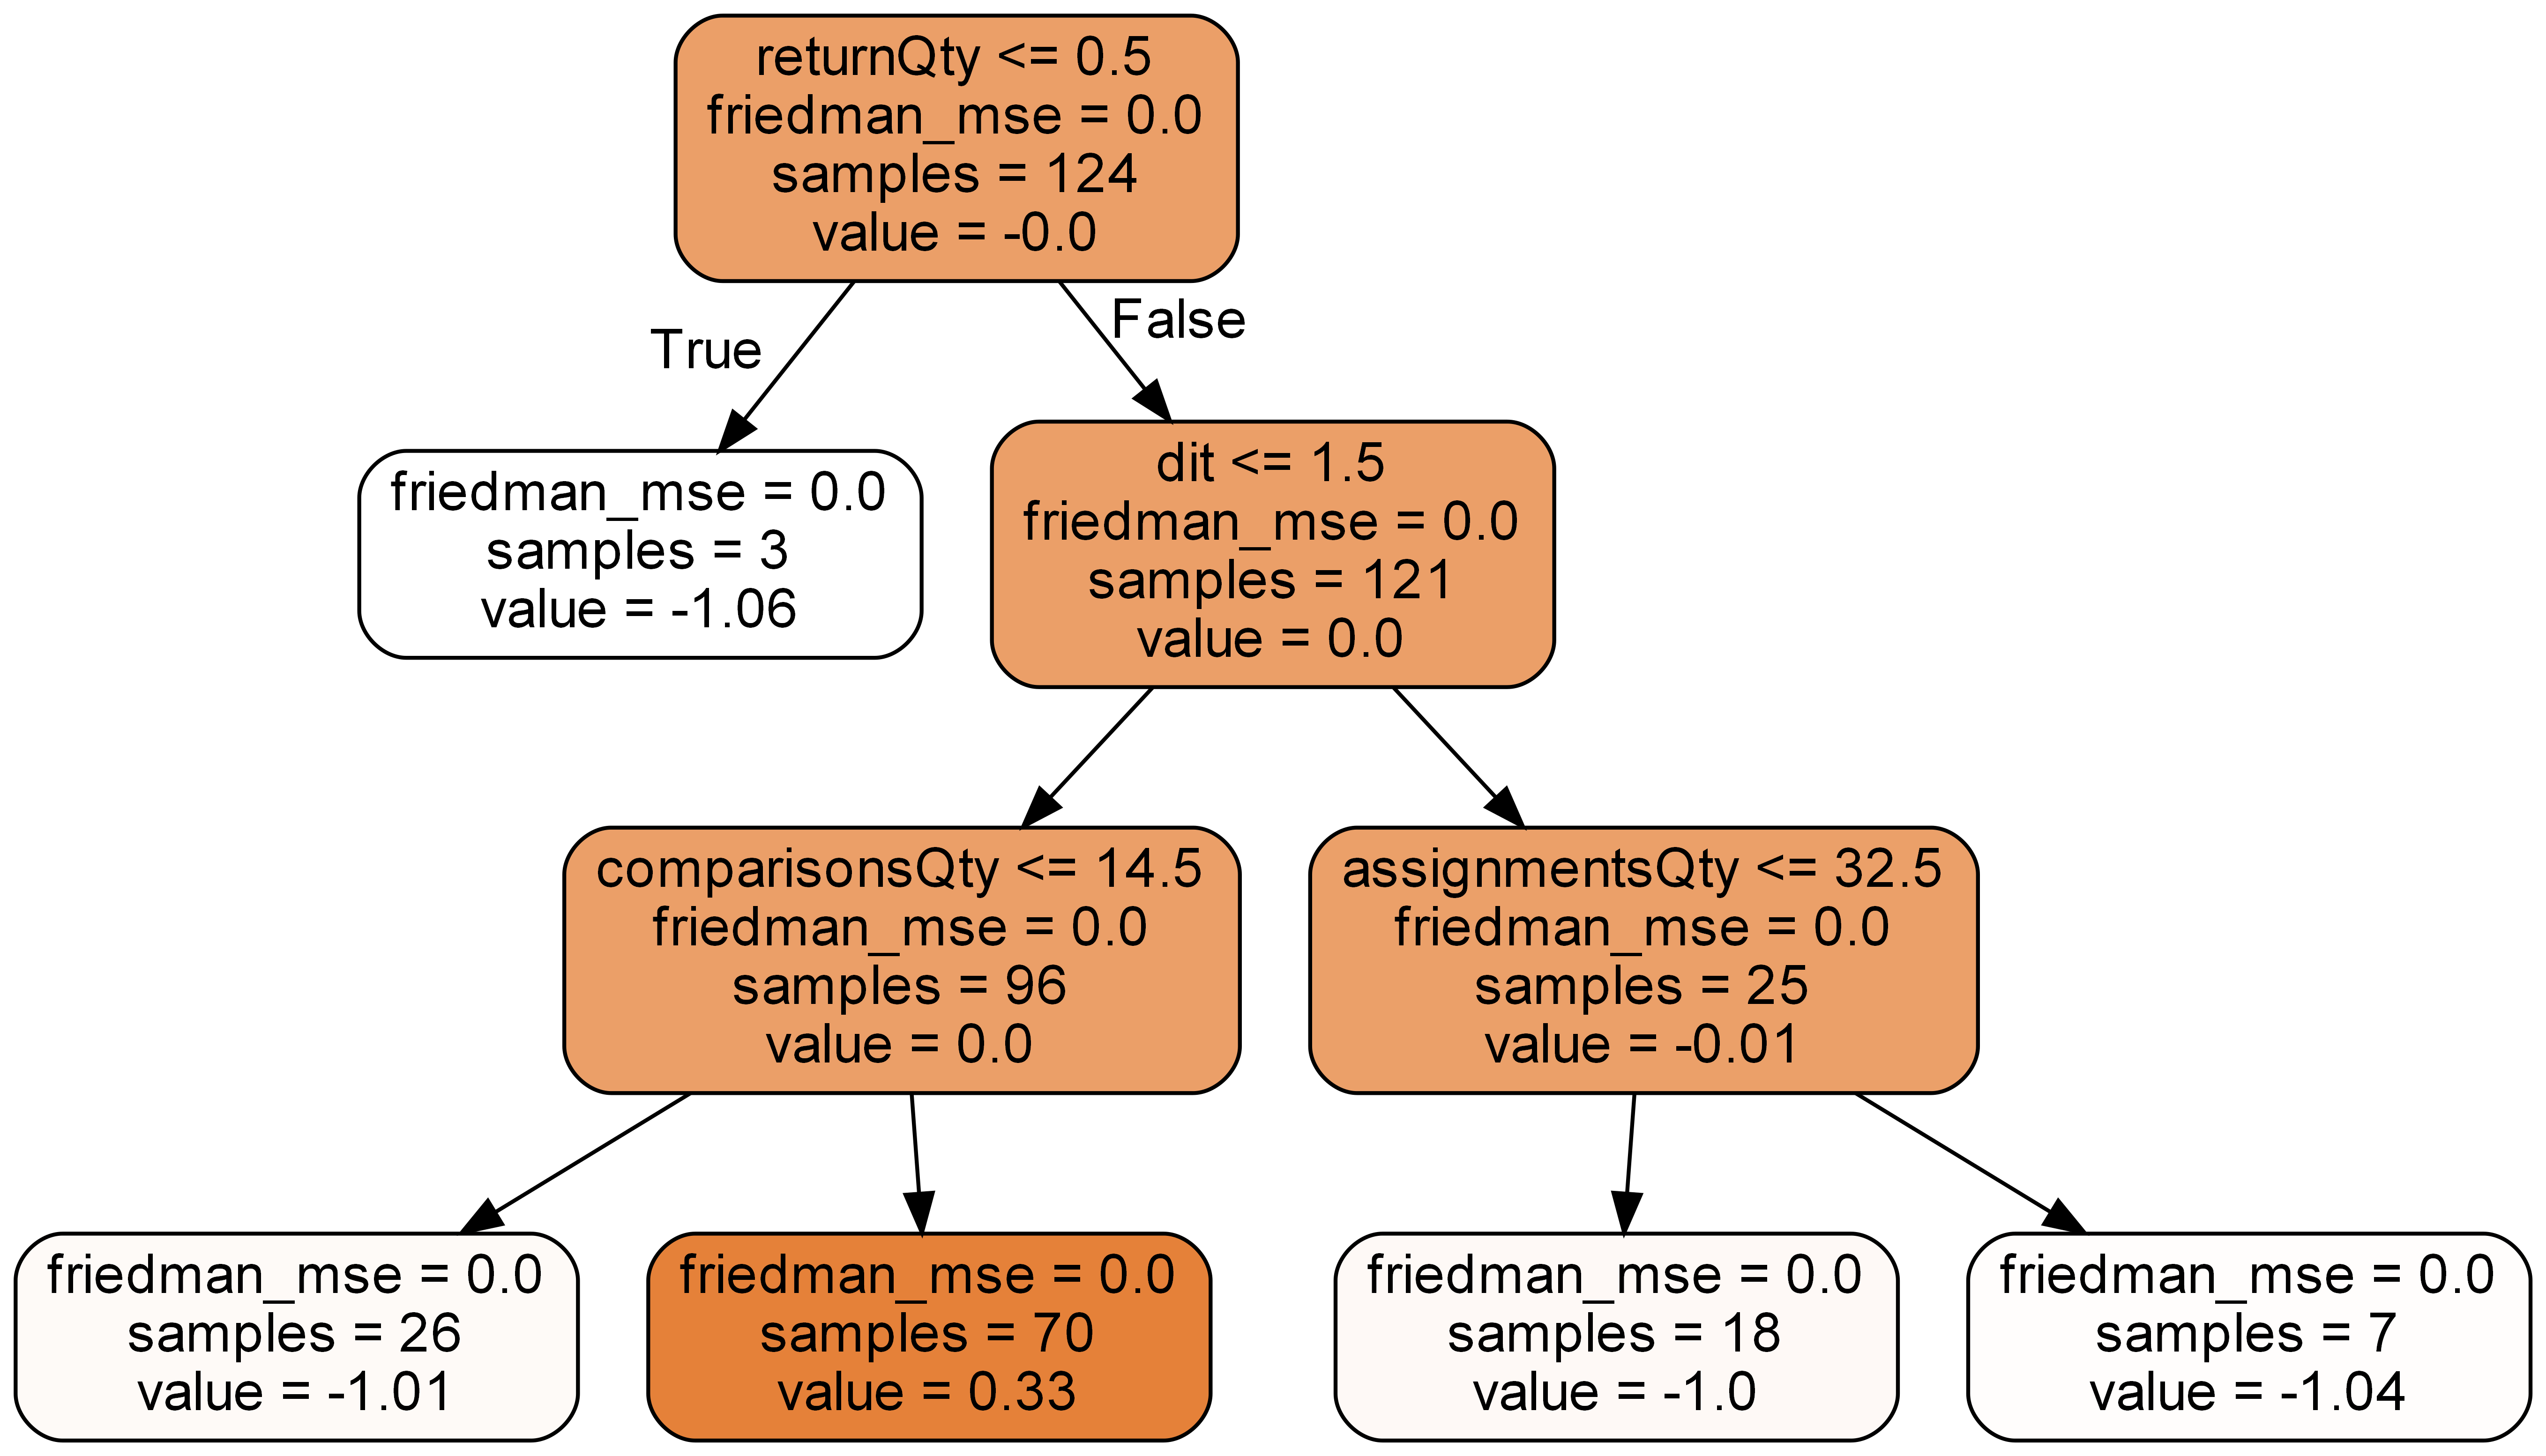 returnQty <= 0.5
friedman_mse = 0.0
samples = 124
value = -0.0
True
False
friedman_mse = 0.0
samples = 3
value = -1.06
dit <= 1.5
friedman_mse = 0.0
samples = 121
value = 0.0
comparisonsQty <= 14.5
friedman_mse = 0.0
samples = 96
value = 0.0
assignmentsQty <= 32.5
friedman_mse = 0.0
samples = 25
value = -0.01
friedman_mse = 0.0
samples = 26
value = -1.01
friedman_mse = 0.0
samples = 70
value = 0.33
friedman_mse = 0.0
samples = 18
value = -1.0
friedman_mse = 0.0
samples = 7
value = -1.04